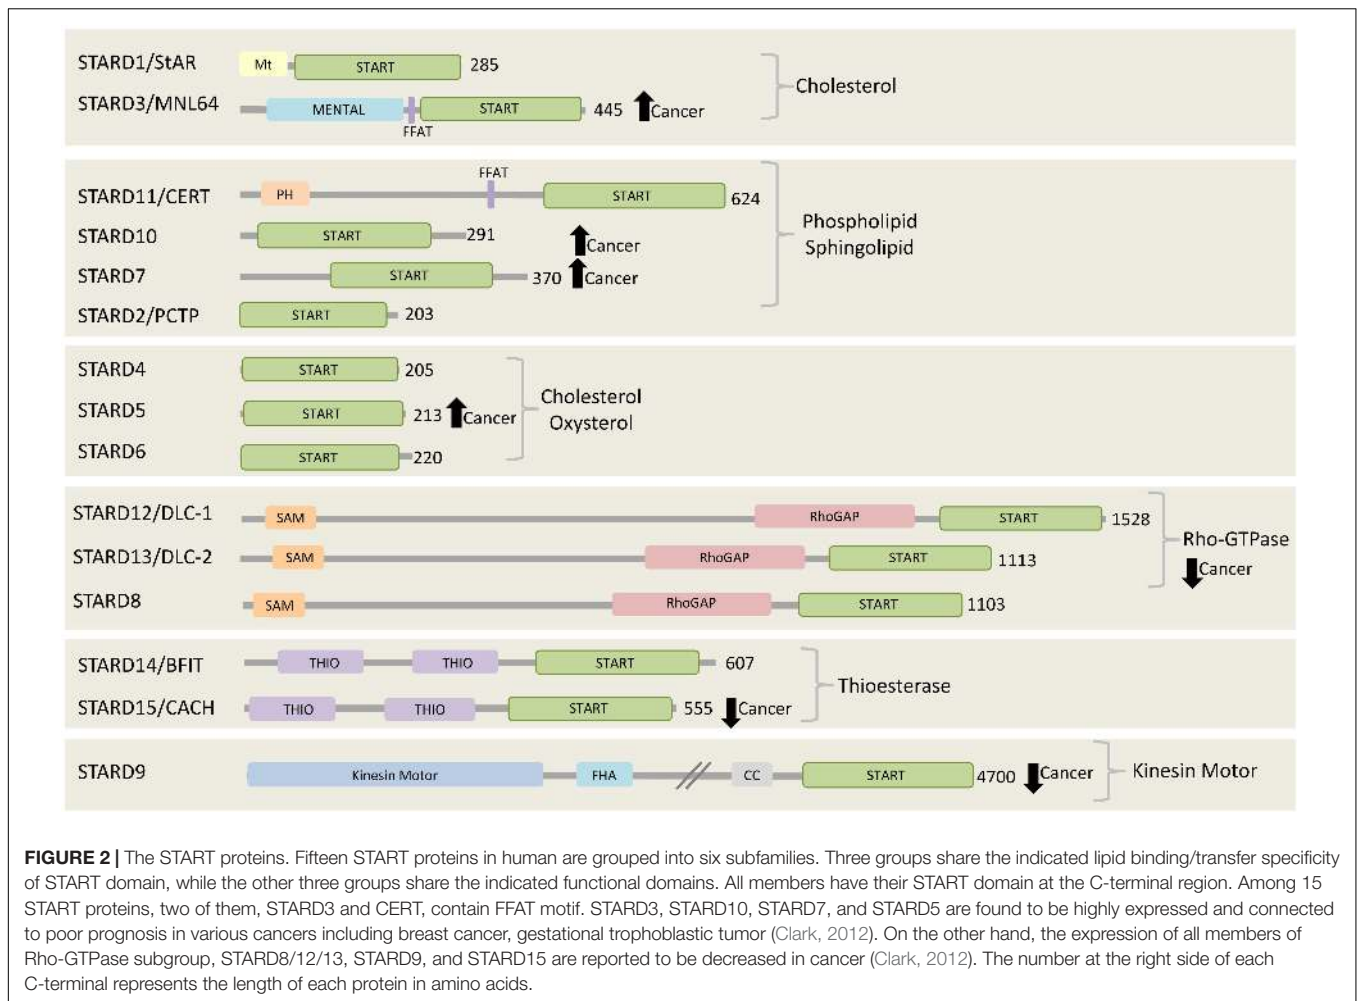 STARD1/StAR Mt START 285
Cholesterol
STARD3/MNL64 MENTAL FFAT START 445 Cancer
FFAT
STARD11/CERT PH START 624
Phospholipid
Sphingolipid
STARD10 START 291 Cancer
STARD7 START 370 Cancer
STARD2/PCTP START 203
STARD4 START 205
Cholesterol
Oxysterol
STARD5 START 213 Cancer
STARD6 START 220
STARD12/DLC-1 SAM RhoGAP START 1528
Rho-GTPase
Cancer
STARD13/DLC-2 SAM RhoGAP START 1113
STARD8 SAM RhoGAP START 1103
STARD14/BFIT THIO THIO START 607
Thioesterase
STARD15/CACH THIO THIO START 555 Cancer
STARD9 Kinesin Motor FHA CC START 4700 Cancer
Kinesin Motor
FIGURE 2 | The START proteins. Fifteen START proteins in human are grouped into six subfamilies. Three groups share the indicated lipid binding/transfer specificity
of START domain, while the other three groups share the indicated functional domains. All members have their START domain at the C-terminal region. Among 15
START proteins, two of them, STARD3 and CERT, contain FFAT motif. STARD3, STARD10, STARD7, and STARD5 are found to be highly expressed and connected
to poor prognosis in various cancers including breast cancer, gestational trophoblastic tumor (Clark, 2012). On the other hand, the expression of all members of
Rho-GTPase subgroup, STARD8/12/13, STARD9, and STARD15 are reported to be decreased in cancer (Clark, 2012). The number at the right side of each
C-terminal represents the length of each protein in amino acids.